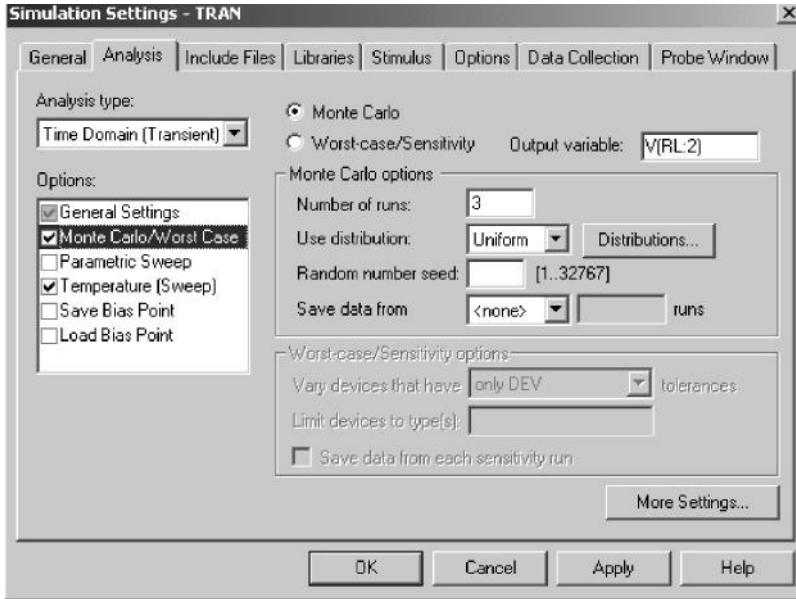 Simulation Settings - TRAN
General Analysis Include Files Libraries Stimulus Options Data Collection Probe Window
Analysis type:
Time Domain (Transient)
Options:
General Settings
Monte Carlo/Worst Case
Parametric Sweep
Temperature (Sweep)
Save Bias Point
Load Bias Point
Monte Carlo
Worst-case/Sensitivity Output variable: V(RL:2)
Monte Carlo options
Number of runs: 3
Use distribution: Uniform Distributions...
Random number seed: [1..32767]
Save data from <none> runs
Worst-case/Sensitivity options
Vary devices that have only DEV tolerances
Limit devices to type(s):
Save data from each sensitivity run
More Settings...
OK Cancel Apply Help